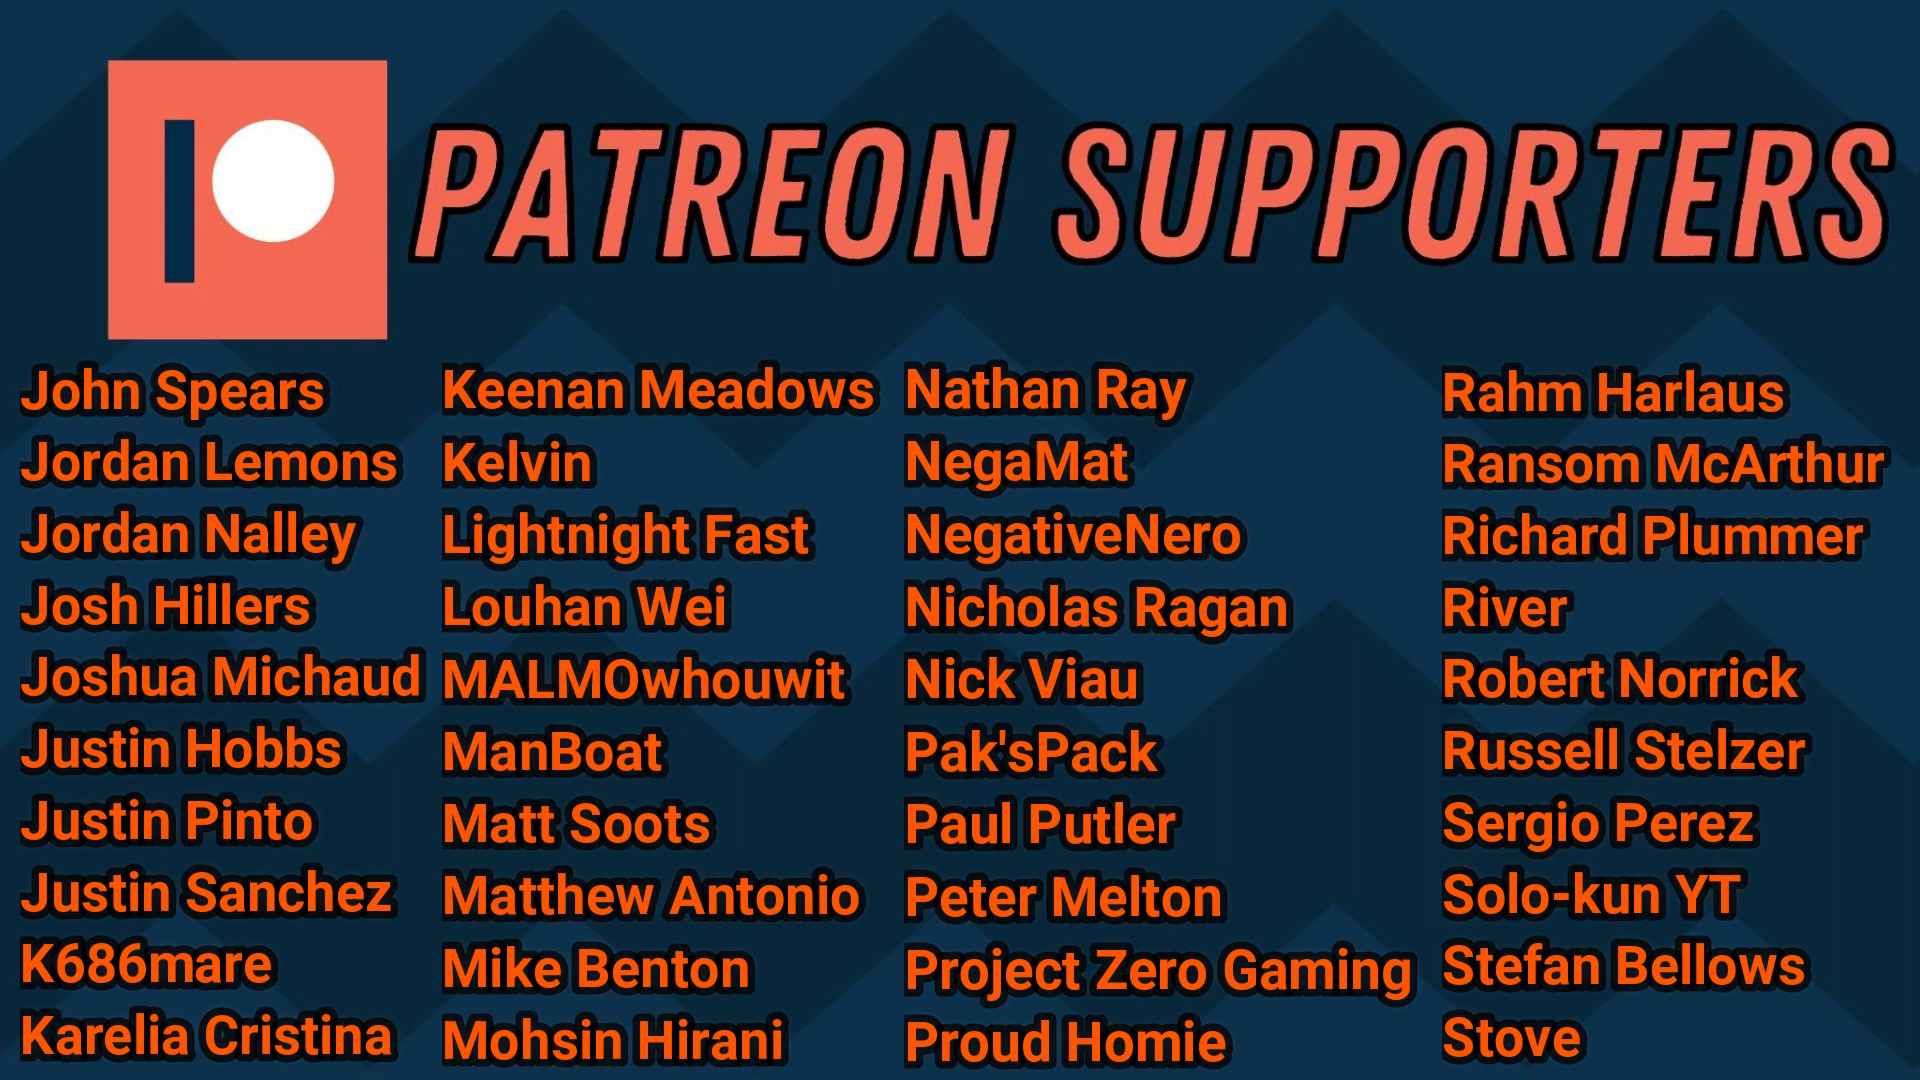 PATREON SUPPORTERS
John Spears
Jordan Lemons
Jordan Nalley
Josh Hillers
Joshua Michaud
Justin Hobbs
Justin Pinto
Justin Sanchez
K686mare
Karelia Cristina
Keenan Meadows
Kelvin
Lightnight Fast
Louhan Wei
MALMOwhouwit
ManBoat
Matt Soots
Matthew Antonio
Mike Benton
Mohsin Hirani
Nathan Ray
NegaMat
NegativeNero
Nicholas Ragan
Nick Viau
Pak'sPack
Paul Putler
Peter Melton
Project Zero Gaming
Proud Homie
Rahm Harlaus
Ransom McArthur
Richard Plummer
River
Robert Norrick
Russell Stelzer
Sergio Perez
Solo-kun YT
Stefan Bellows
Stove